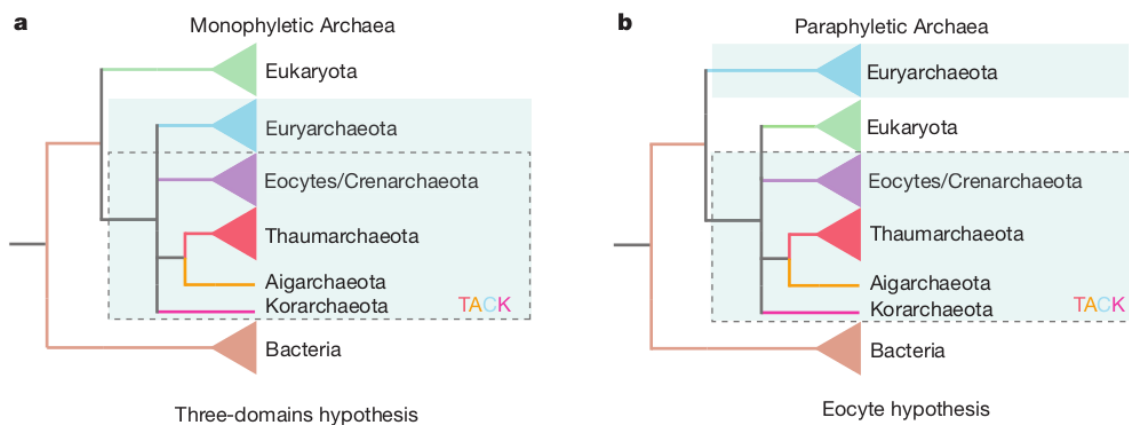 a
Monophyletic Archaea
Eukaryota
Euryarchaeota
Eocytes/Crenarchaeota
Thaumarchaeota
Aigarchaeota
Korarchaeota
TACK
Bacteria
Three-domains hypothesis
b
Paraphyletic Archaea
Euryarchaeota
Eukaryota
Eocytes/Crenarchaeota
Thaumarchaeota
Aigarchaeota
Korarchaeota
TACK
Bacteria
Eocyte hypothesis